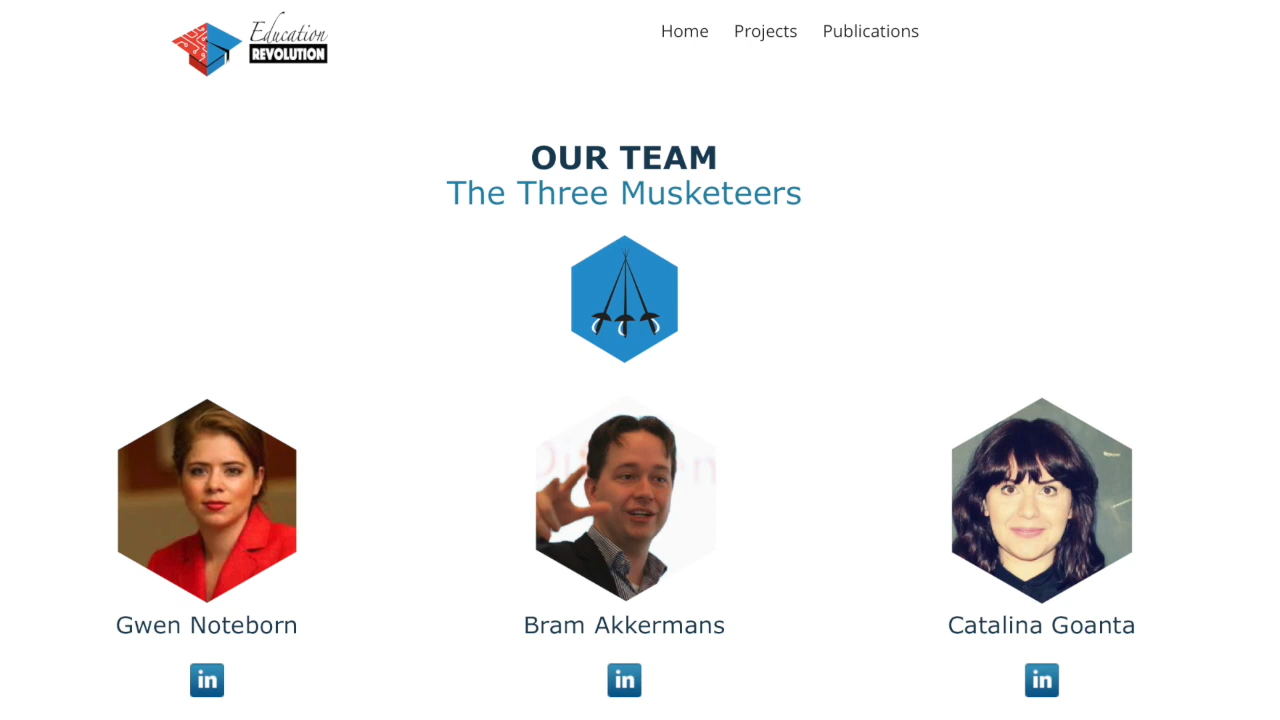 Education
REVOLUTION
Home Projects Publications
OUR TEAM
The Three Musketeers
Gwen Noteborn Bram Akkermans Catalina Goanta
in in in